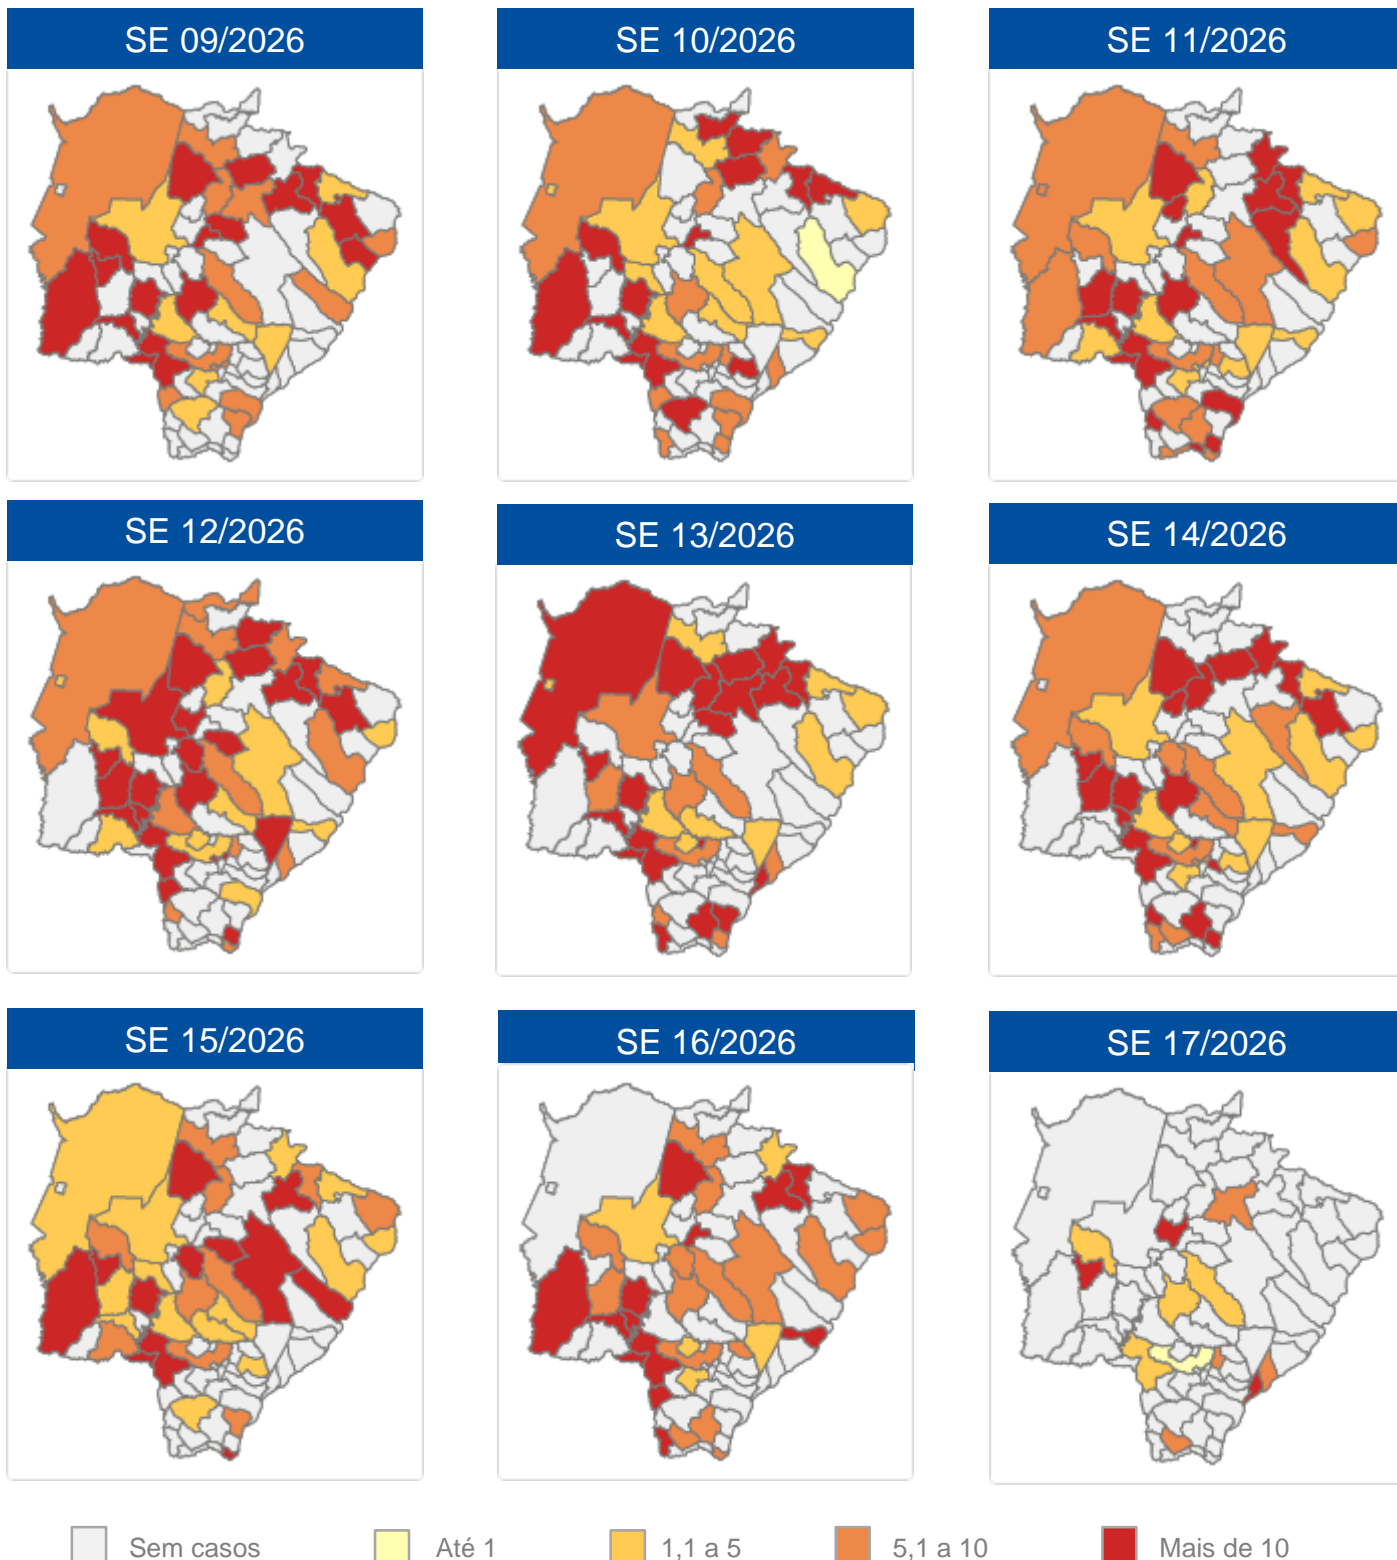 SE 09/2026
SE 10/2026
SE 11/2026
SE 12/2026
SE 13/2026
SE 14/2026
SE 15/2026
SE 16/2026
SE 17/2026
Sem casos
Até 1
1,1 a 5
5,1 a 10
Mais de 10